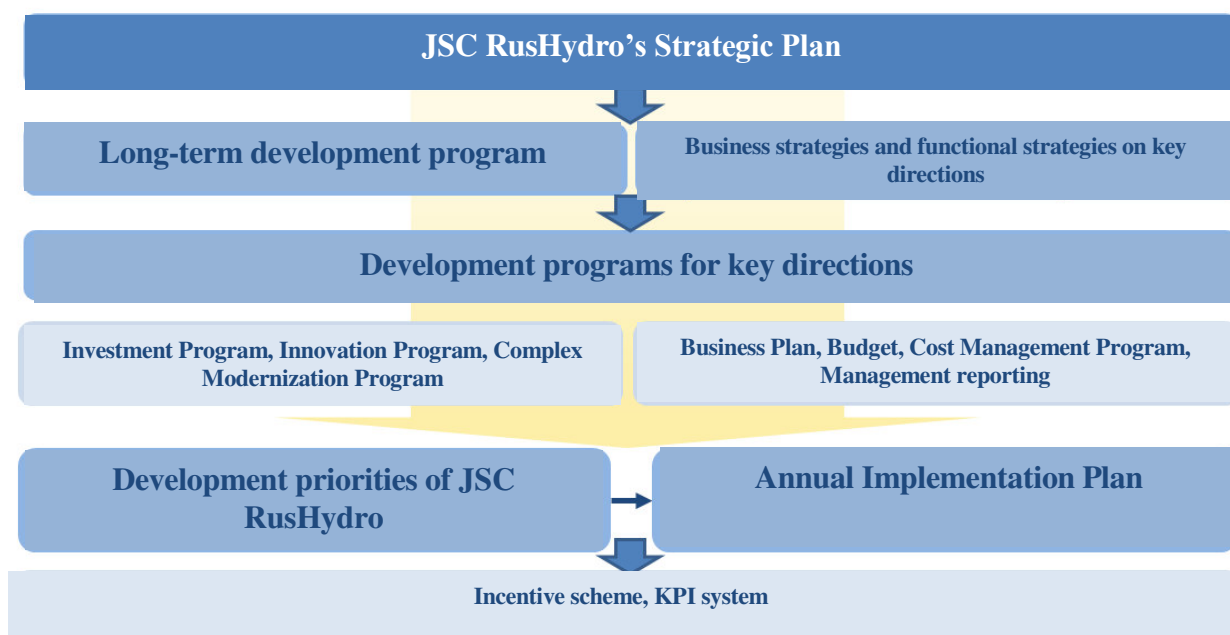 JSC RusHydro’s Strategic Plan
Long-term development program
Business strategies and functional strategies on key
directions
Development programs for key directions
Investment Program, Innovation Program, Complex
Modernization Program
Business Plan, Budget, Cost Management Program,
Management reporting
Development priorities of JSC
RusHydro
Annual Implementation Plan
Incentive scheme, KPI system